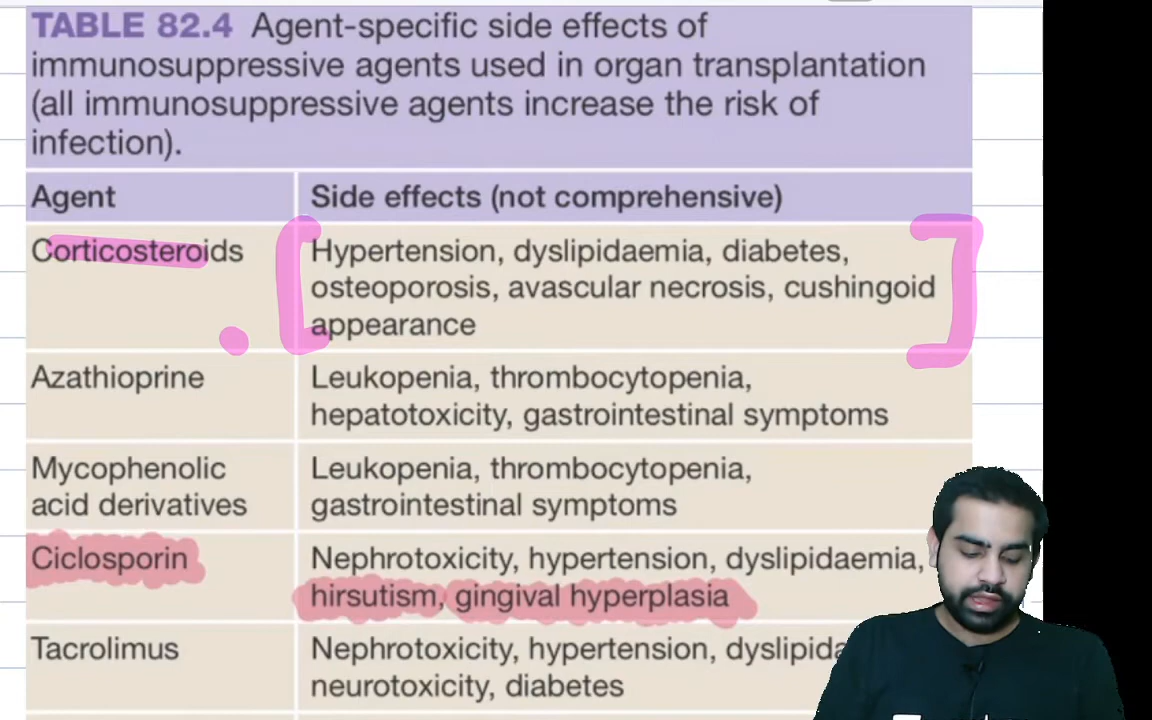 TABLE 82.4 Agent-specific side effects of
immunosuppressive agents used in organ transplantation
(all immunosuppressive agents increase the risk of
infection).
Agent Side effects (not comprehensive)
Corticosteroids Hypertension, dyslipidaemia, diabetes,
osteoporosis, avascular necrosis, cushingoid
appearance
Azathioprine Leukopenia, thrombocytopenia,
hepatotoxicity, gastrointestinal symptoms
Mycophenolic Leukopenia, thrombocytopenia,
acid derivatives gastrointestinal symptoms
Ciclosporin Nephrotoxicity, hypertension, dyslipidaemia,
hirsutism, gingival hyperplasia
Tacrolimus Nephrotoxicity, hypertension,
neurotoxicity, diabetes